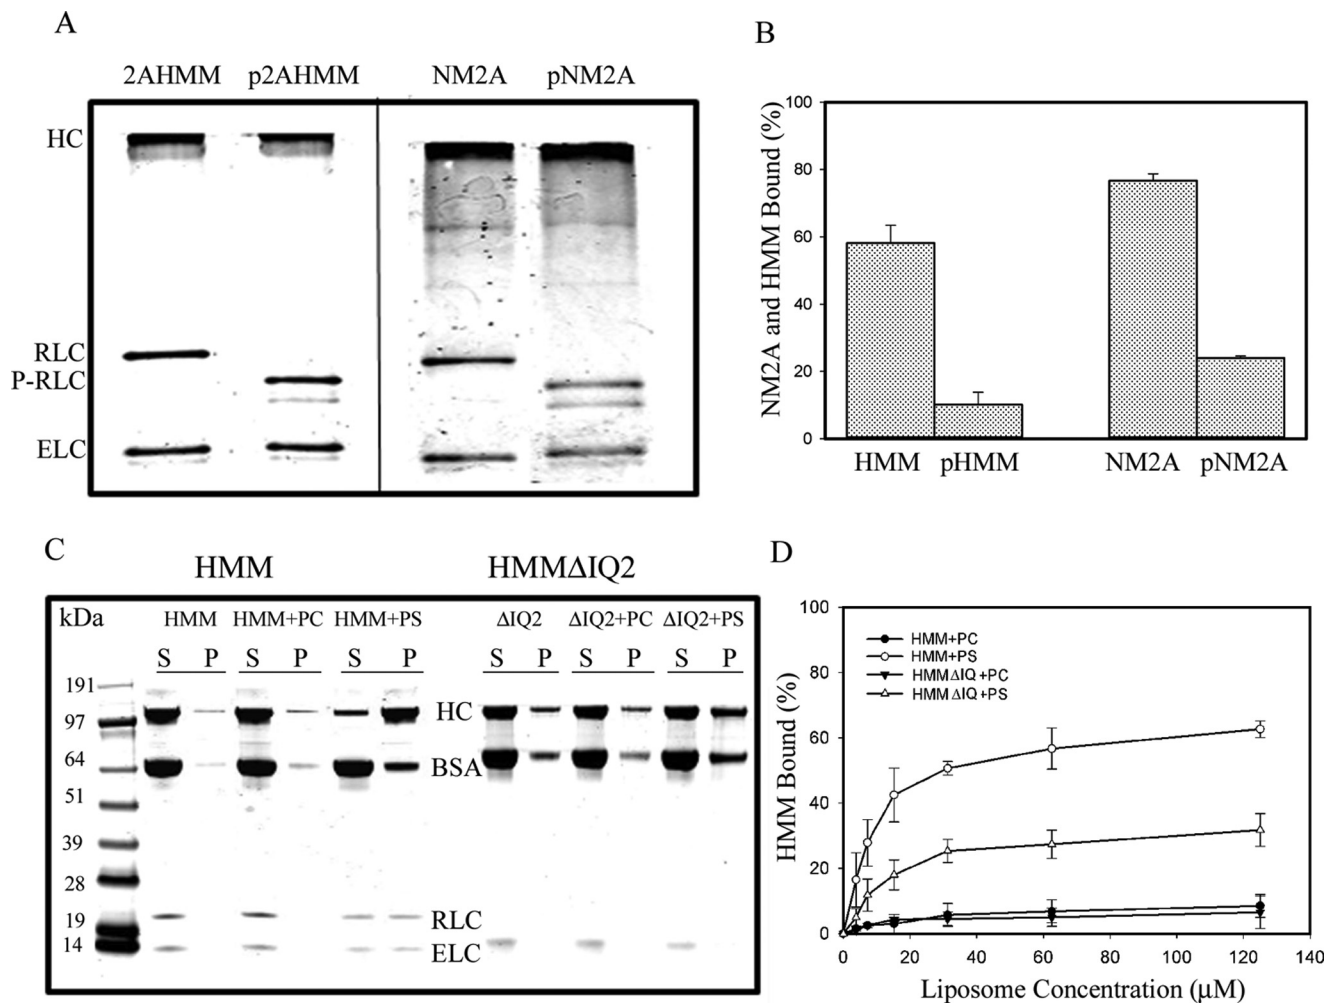 A
2AHMM p2AHMM NM2A pNM2A
HC
RLC
P-RLC
ELC
B
NM2A and HMM Bound (%)
100
80
60
40
20
0
HMM pHMM NM2A pNM2A
C
HMM HMMΔIQ2
kDa HMM HMM+PC HMM+PS ΔIQ2 ΔIQ2+PC ΔIQ2+PS
S P S P S P S P S P S P
191
97
64
51
39
28
19
14
HC
BSA
RLC
ELC
D
HMM Bound (%)
100
80
60
40
20
0
HMM+PC
HMM+PS
HMMΔIQ+PC
HMMΔIQ+PS
0 20 40 60 80 100 120 140
Liposome Concentration (μM)